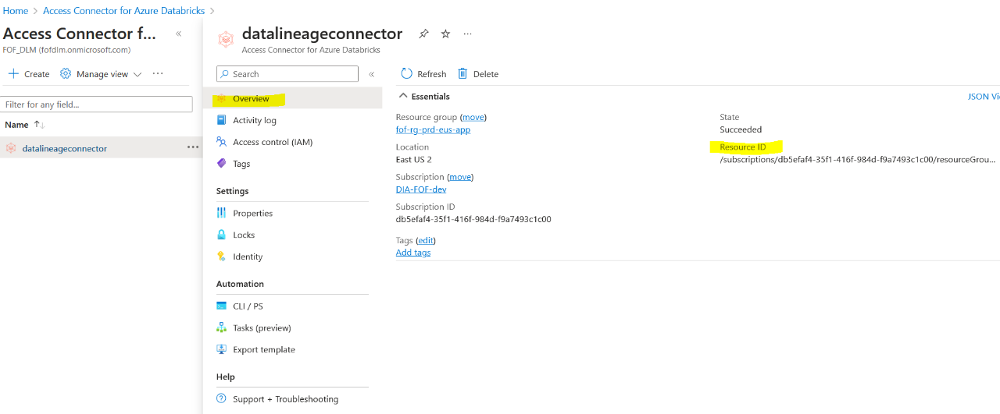 Home > Access Connector for Azure Databricks >
Access Connector f... «
FOF_DLM (fofdlm.onmicrosoft.com)
+ Create Manage view ...
Filter for any field...
Name ↑↓
datalineageconnector ...
datalineageconnector ...
Access Connector for Azure Databricks
Search «
Overview
Activity log
Access control (IAM)
Tags
Settings
Properties
Locks
Identity
Automation
CLI / PS
Tasks (preview)
Export template
Help
Support + Troubleshooting
Refresh Delete
Essentials JSON Vi
Resource group (move)
fof-rg-prd-eus-app
Location
East US 2
Subscription (move)
DIA-FOF-dev
Subscription ID
db5efaf4-35f1-416f-984d-f9a7493c1c00
Tags (edit)
Add tags
State
Succeeded
Resource ID
/subscriptions/db5efaf4-35f1-416f-984d-f9a7493c1c00/resourceGrou...